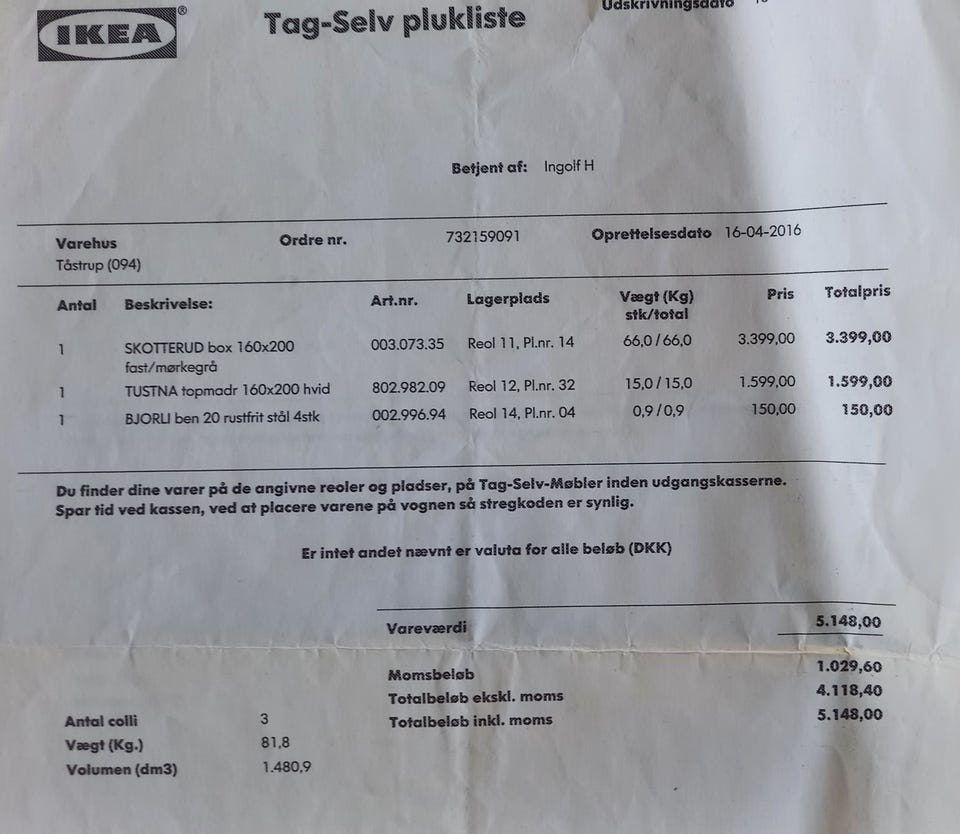 IKEA®
Tag-Selv plukliste
Udskrivningsdato
Betjent af: Ingolf H
Varehus Ordre nr. 732159091 Oprettelsesdato 16-04-2016
Tåstrup (094)
Antal Beskrivelse: Art.nr. Lagerplads Vægt (Kg) Pris Totalpris
stk/total
1 SKOTTERUD box 160x200 003.073.35 Reol 11, Pl.nr. 14 66,0 / 66,0 3.399,00 3.399,00
fast/mørkegrå
1 TUSTNA topmadr 160x200 hvid 802.982.09 Reol 12, Pl.nr. 32 15,0 / 15,0 1.599,00 1.599,00
1 BJORLI ben 20 rustfrit stål 4stk 002.996.94 Reol 14, Pl.nr. 04 0,9 / 0,9 150,00 150,00
Du finder dine varer på de angivne reoler og pladser, på Tag-Selv-Møbler inden udgangskasserne.
Spar tid ved kassen, ved at placere varene på vognen så stregkoden er synlig.
Er intet andet nævnt er valuta for alle beløb (DKK)
Vareværdi 5.148,00
Momsbeløb 1.029,60
Totalbeløb ekskl. moms 4.118,40
Totalbeløb inkl. moms 5.148,00
Antal colli 3
Vægt (Kg.) 81,8
Volumen (dm3) 1.480,9